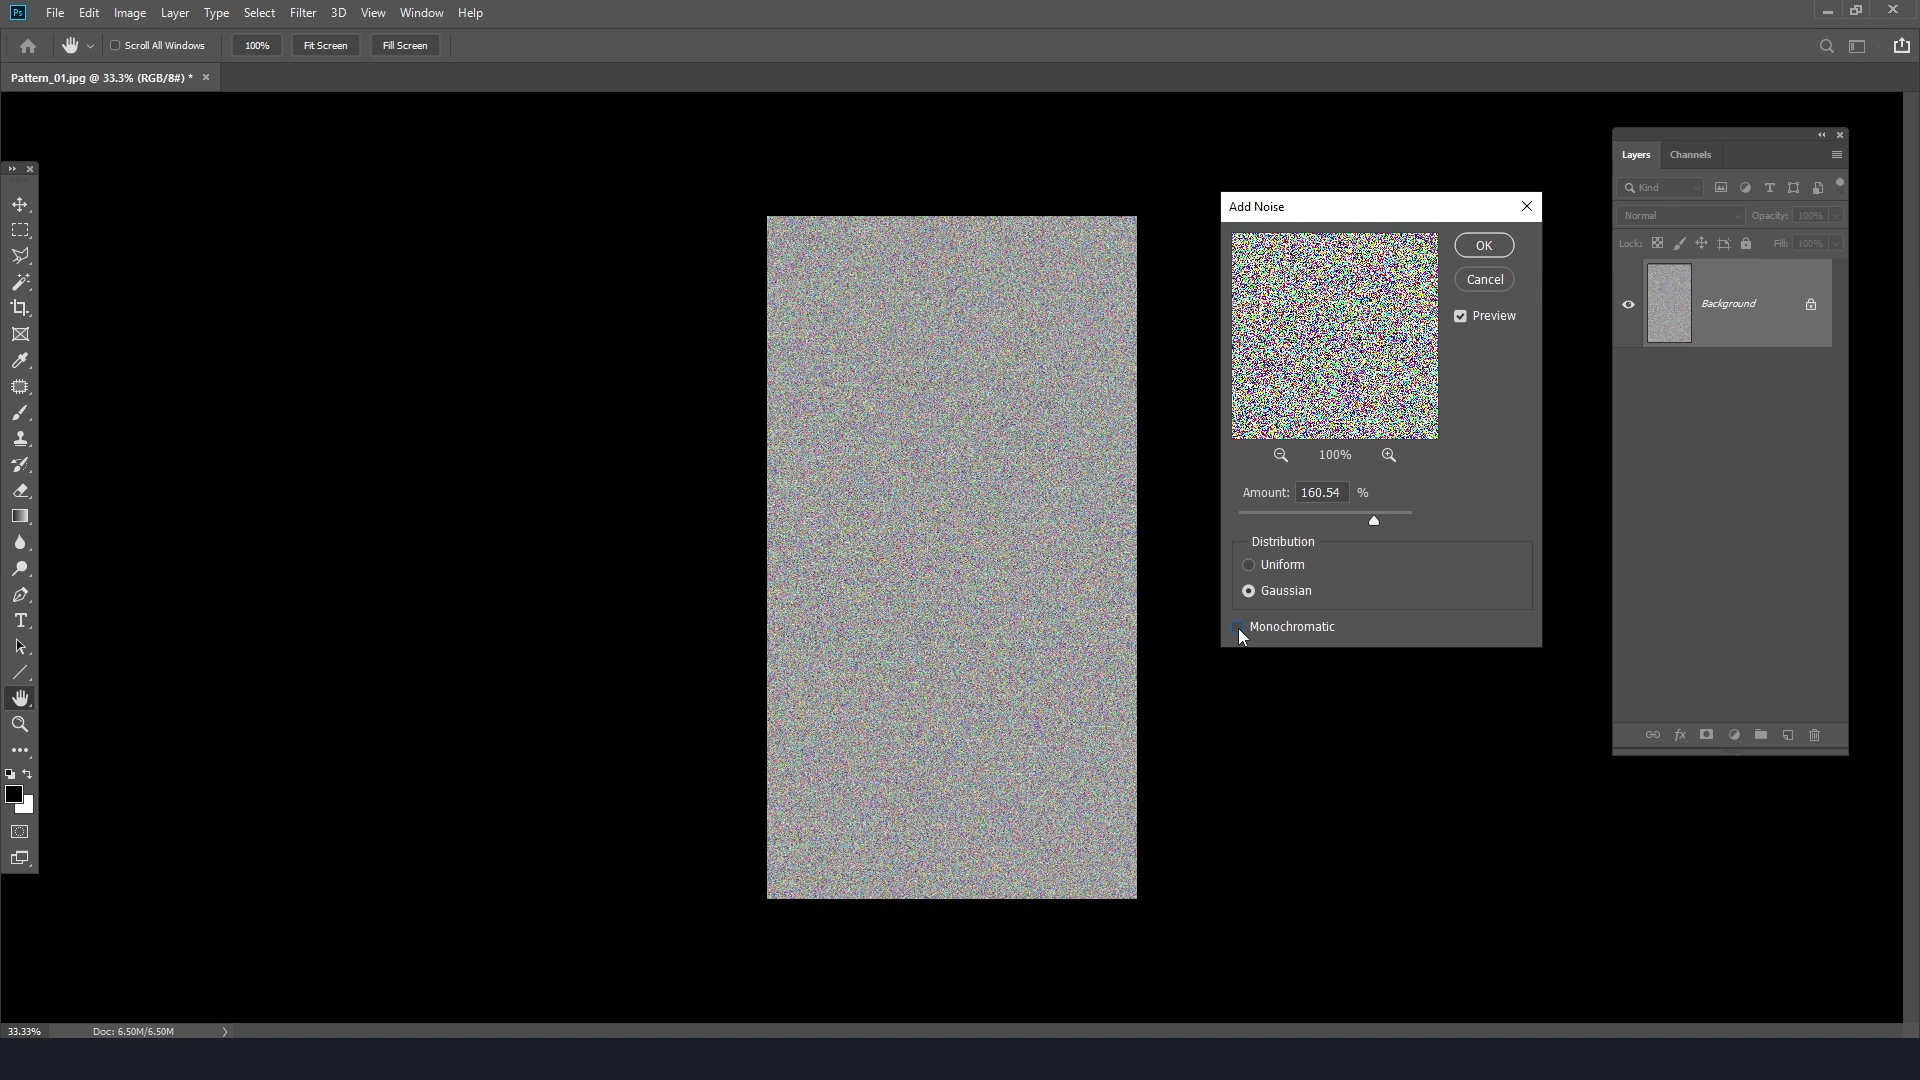 Ps File Edit Image Layer Type Select Filter 3D View Window Help
Scroll All Windows 100% Fit Screen Fill Screen
Pattern_01.jpg @ 33.3% (RGB/8#) *
Layers Channels
Kind
Normal Opacity: 100%
Lock: Fill: 100%
Background
fx
Add Noise
OK
Cancel
Preview
100%
Amount: 160.54 %
Distribution
Uniform
Gaussian
Monochromatic
33.33% Doc: 6.50M/6.50M